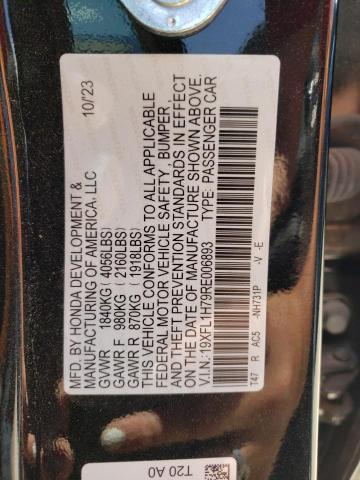 MFD. BY HONDA DEVELOPMENT & 10/23
MANUFACTURING OF AMERICA, LLC
GVWR 1840KG (4056LBS)
GAWR F 980KG (2160LBS)
GAWR R 870KG (1918LBS)
THIS VEHICLE CONFORMS TO ALL APPLICABLE
FEDERAL MOTOR VEHICLE SAFETY, BUMPER,
AND THEFT PREVENTION STANDARDS IN EFFECT
ON THE DATE OF MANUFACTURE SHOWN ABOVE.
V.I.N.: 19XFL1H79RE006893 TYPE: PASSENGER CAR
T47 R AC5 -NH731P -V -E
T20 A0